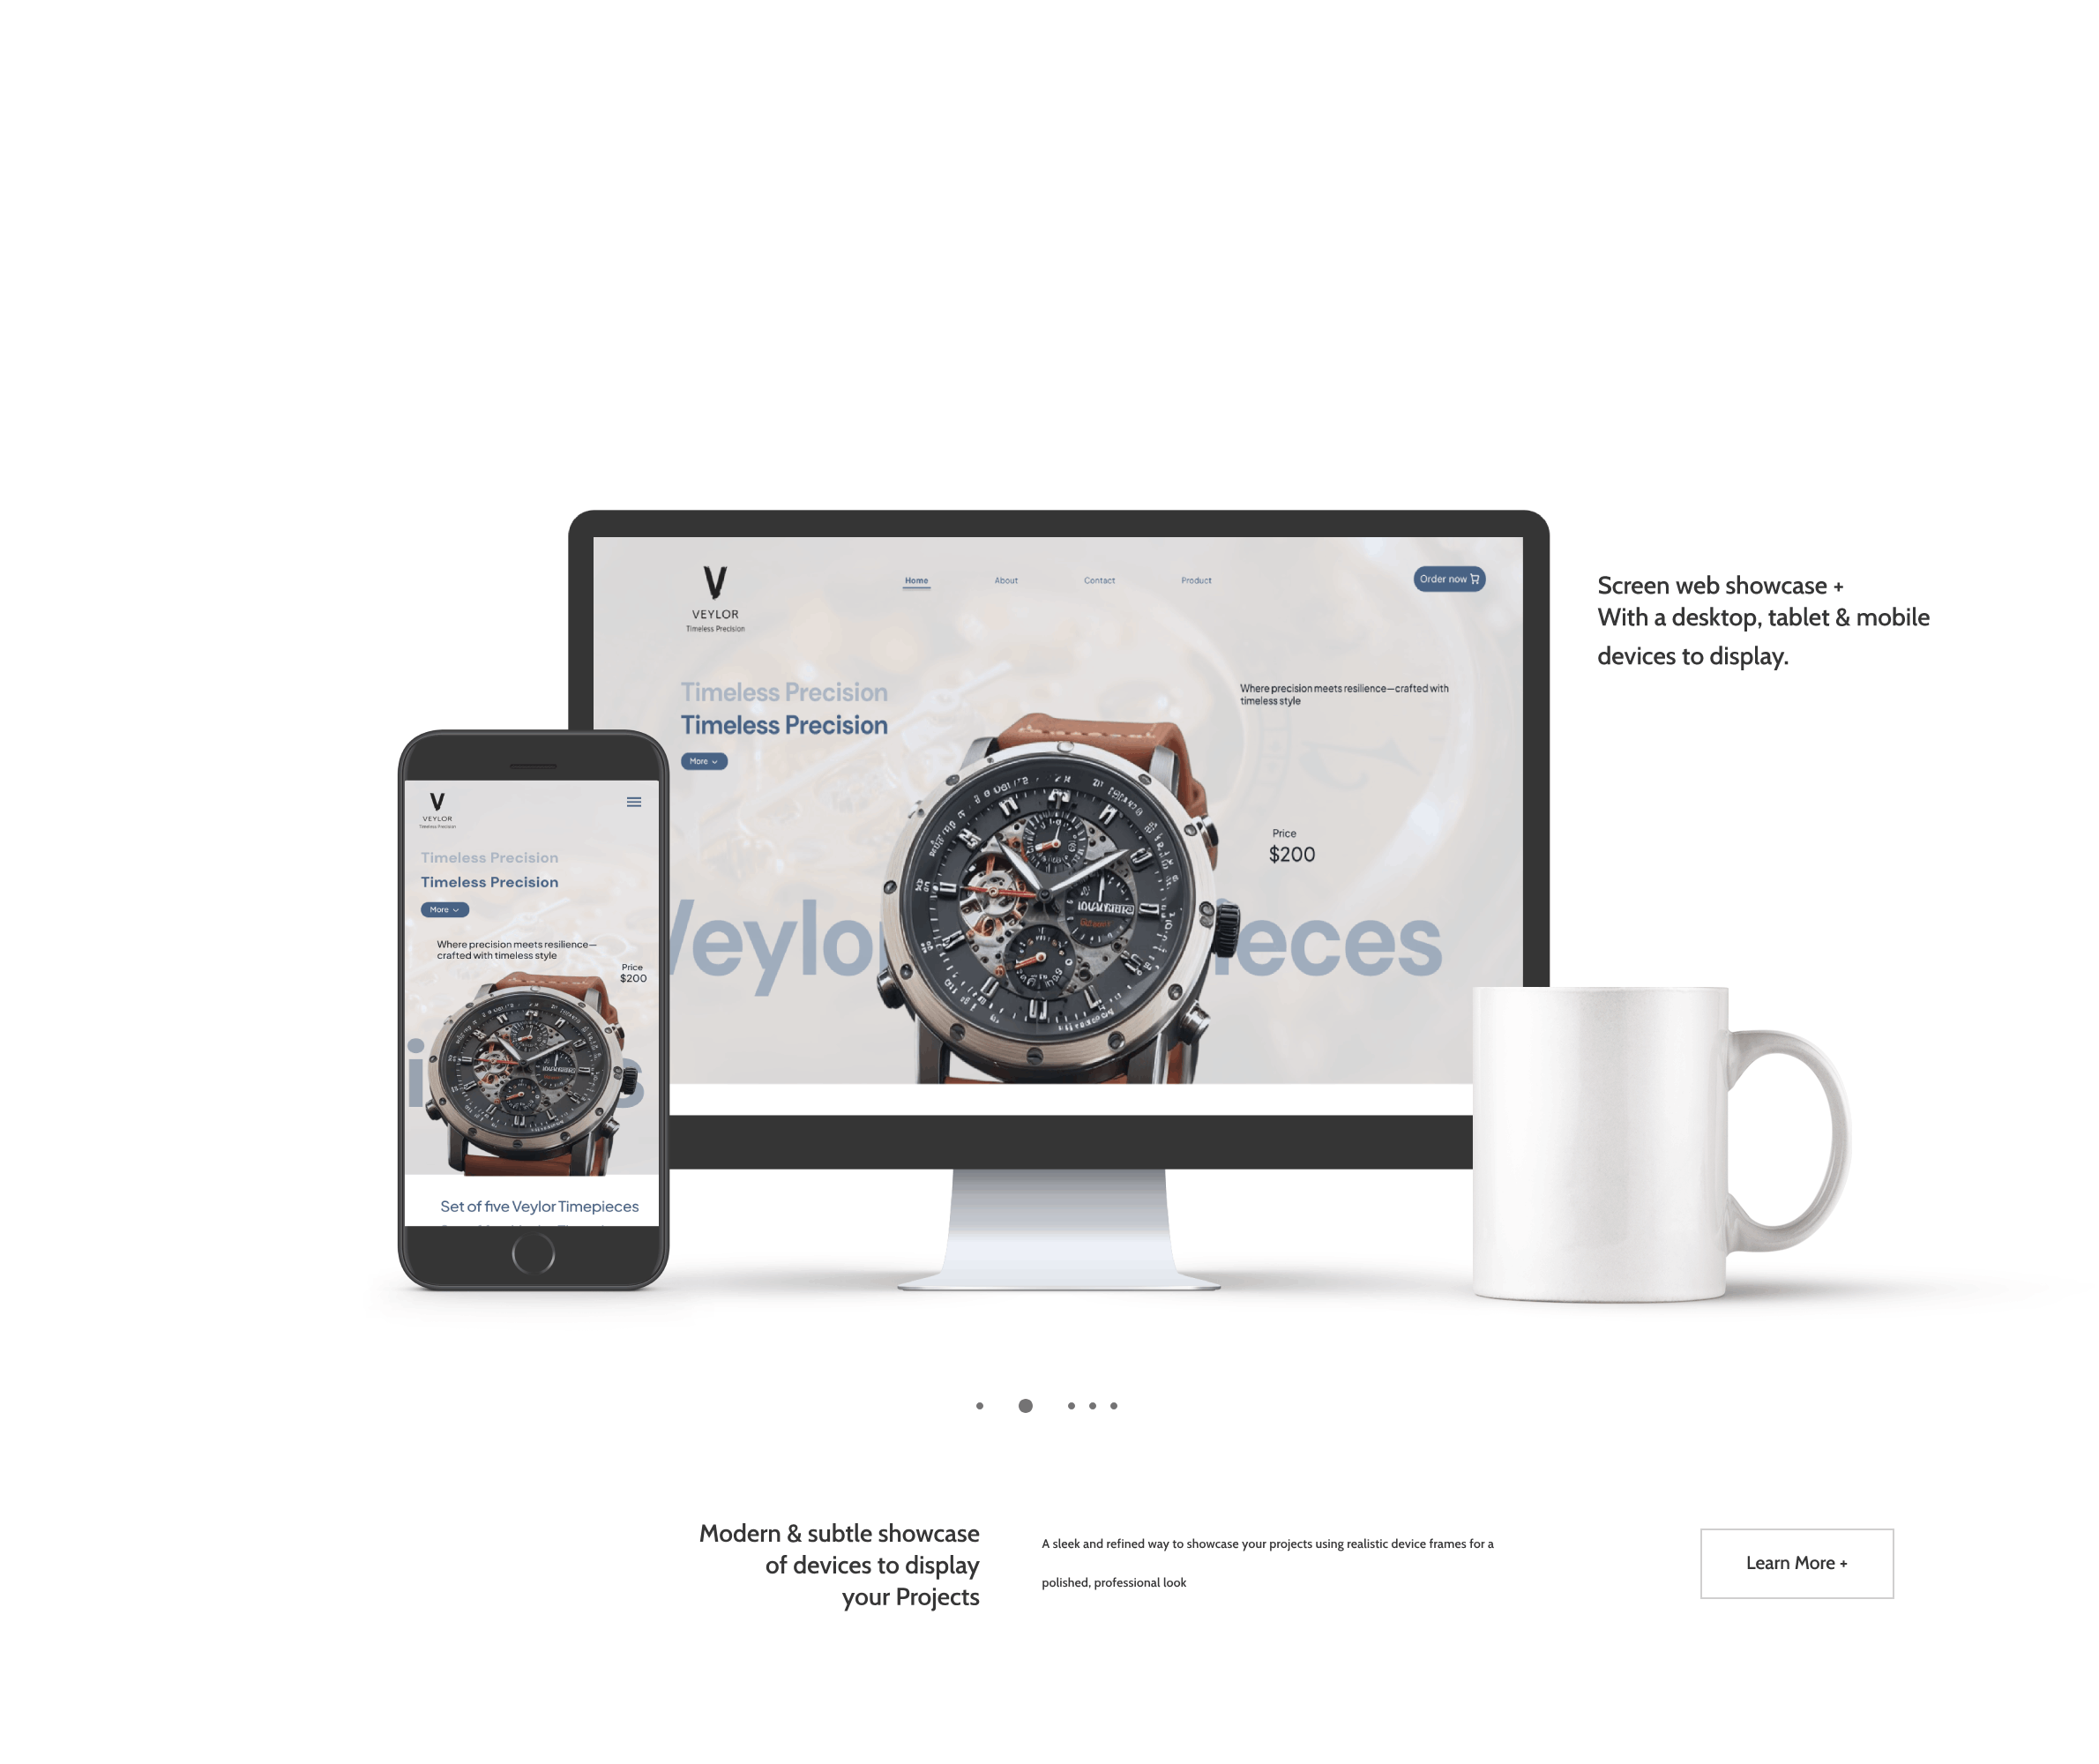 V
VEYLOR
Timeless Precision
Home
About
Contact
Product
Order now
Timeless Precision
Timeless Precision
More
Where precision meets resilience—crafted with
timeless style
Price
$200
Veylo
ieces
Screen web showcase +
With a desktop, tablet & mobile
devices to display.
V
VEYLOR
Timeless Precision
Timeless Precision
Timeless Precision
More
Where precision meets resilience—
crafted with timeless style
Price
$200
i
s
Set of five Veylor Timepieces
Modern & subtle showcase
of devices to display
your Projects
A sleek and refined way to showcase your projects using realistic device frames for a
polished, professional look
Learn More +